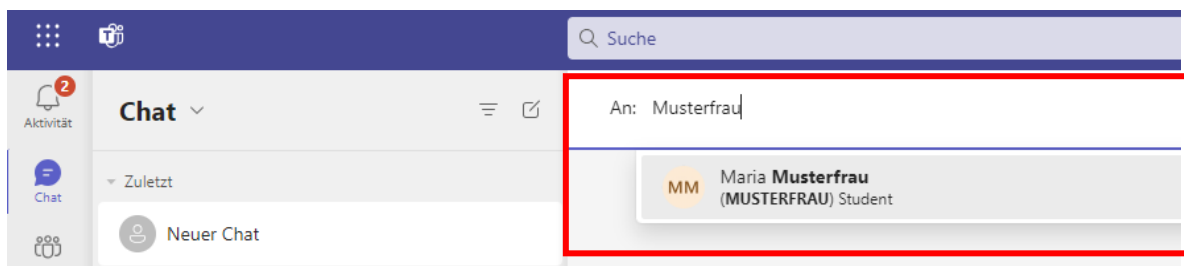 Suche
2
Aktivität
Chat
Chat
Zuletzt
Neuer Chat
An: Musterfrau
MM
Maria Musterfrau
(MUSTERFRAU) Student